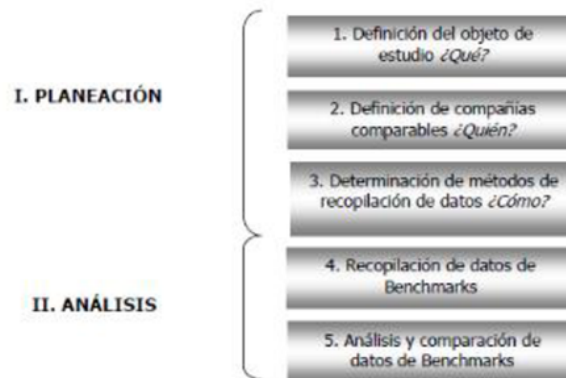 I. PLANEACIÓN
1. Definición del objeto de
estudio ¿Qué?
2. Definición de compañías
comparables ¿Quién?
3. Determinación de métodos de
recopilación de datos ¿Cómo?
II. ANÁLISIS
4. Recopilación de datos de
Benchmarks
5. Análisis y comparación de
datos de Benchmarks